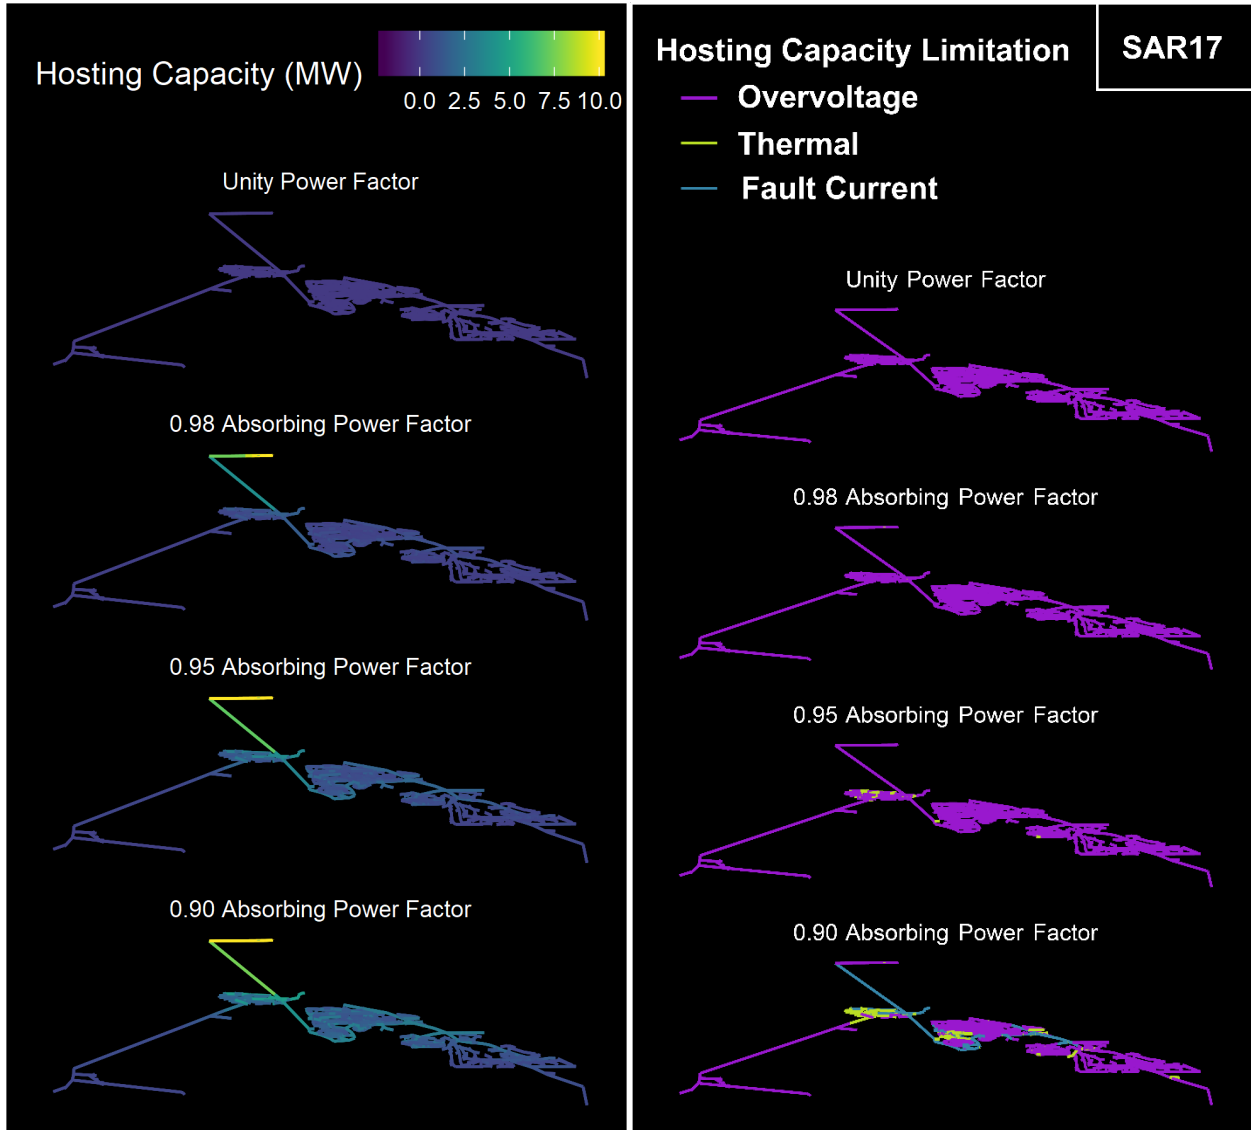 Hosting Capacity (MW)
0.0 2.5 5.0 7.5 10.0
Unity Power Factor
0.98 Absorbing Power Factor
0.95 Absorbing Power Factor
0.90 Absorbing Power Factor
Hosting Capacity Limitation
SAR17
Overvoltage
Thermal
Fault Current
Unity Power Factor
0.98 Absorbing Power Factor
0.95 Absorbing Power Factor
0.90 Absorbing Power Factor